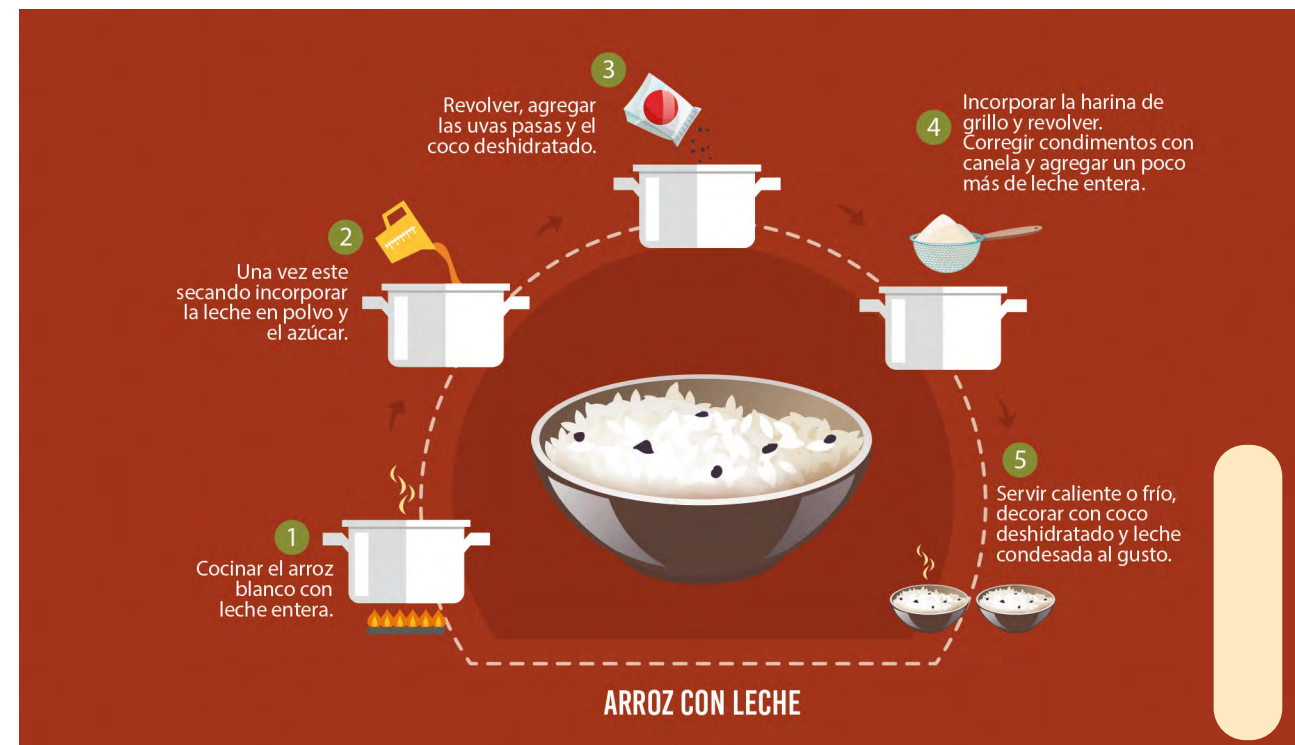 1
Cocinar el arroz
blanco con
leche entera.
2
Una vez este
secando incorporar
la leche en polvo y
el azúcar.
3
Revolver, agregar
las uvas pasas y el
coco deshidratado.
4
Incorporar la harina de
grillo y revolver.
Corregir condimentos con
canela y agregar un poco
más de leche entera.
5
Servir caliente o frío,
decorar con coco
deshidratado y leche
condesada al gusto.
ARROZ CON LECHE